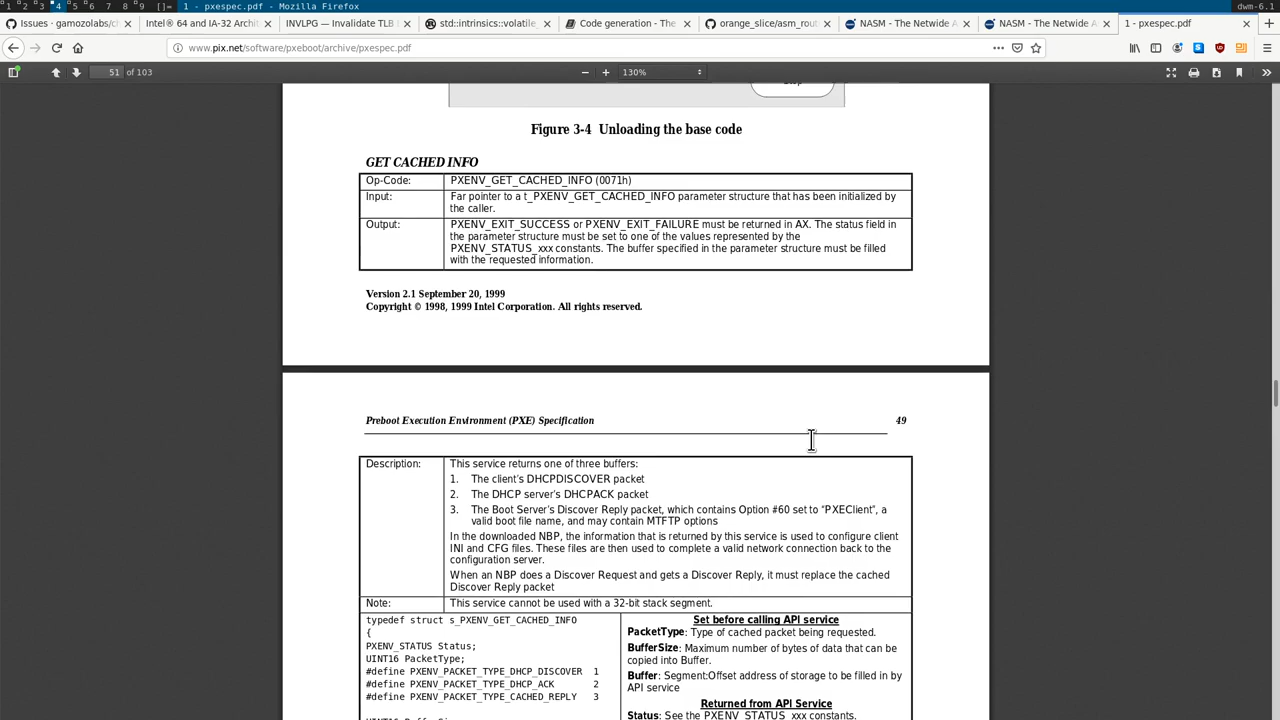 1 2 3 4 5 6 7 8 9 []= 1 - pxespec.pdf - Mozilla Firefox dwm-6.1
Issues · gamozolabs/ch Intel® 64 and IA-32 Archit INVLPG — Invalidate TLB std::intrinsics::volatile_ Code generation - The orange_slice/asm_rout NASM - The Netwide A NASM - The Netwide A 1 - pxespec.pdf
www.pix.net/software/pxeboot/archive/pxespec.pdf
51 of 103 130%
Figure 3-4 Unloading the base code
GET CACHED INFO
Op-Code: PXENV_GET_CACHED_INFO (0071h)
Input: Far pointer to a t_PXENV_GET_CACHED_INFO parameter structure that has been initialized by
the caller.
Output: PXENV_EXIT_SUCCESS or PXENV_EXIT_FAILURE must be returned in AX. The status field in
the parameter structure must be set to one of the values represented by the
PXENV_STATUS_xxx constants. The buffer specified in the parameter structure must be filled
with the requested information.
Version 2.1 September 20, 1999
Copyright © 1998, 1999 Intel Corporation. All rights reserved.
Preboot Execution Environment (PXE) Specification 49
Description: This service returns one of three buffers:
1. The client's DHCPDISCOVER packet
2. The DHCP server's DHCPACK packet
3. The Boot Server's Discover Reply packet, which contains Option #60 set to "PXEClient", a
valid boot file name, and may contain MTFTP options
In the downloaded NBP, the information that is returned by this service is used to configure client
INI and CFG files. These files are then used to complete a valid network connection back to the
configuration server.
When an NBP does a Discover Request and gets a Discover Reply, it must replace the cached
Discover Reply packet
Note: This service cannot be used with a 32-bit stack segment.
typedef struct s_PXENV_GET_CACHED_INFO
{
PXENV_STATUS Status;
UINT16 PacketType;
#define PXENV_PACKET_TYPE_DHCP_DISCOVER 1
#define PXENV_PACKET_TYPE_DHCP_ACK 2
#define PXENV_PACKET_TYPE_CACHED_REPLY 3
Set before calling API service
PacketType: Type of cached packet being requested.
BufferSize: Maximum number of bytes of data that can be
copied into Buffer.
Buffer: Segment:Offset address of storage to be filled in by
API service
Returned from API Service
Status: See the PXENV_STATUS_xxx constants.